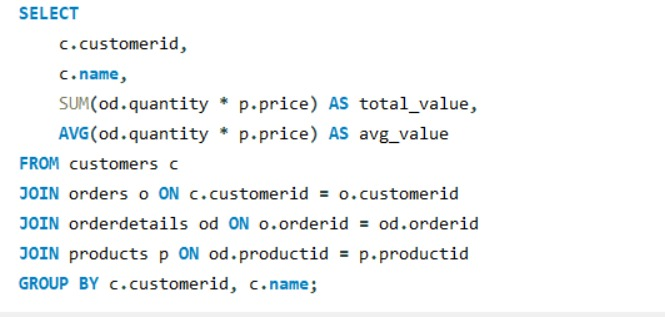 SELECT
c.customerid,
c.name,
SUM(od.quantity * p.price) AS total_value,
AVG(od.quantity * p.price) AS avg_value
FROM customers c
JOIN orders o ON c.customerid = o.customerid
JOIN orderdetails od ON o.orderid = od.orderid
JOIN products p ON od.productid = p.productid
GROUP BY c.customerid, c.name;